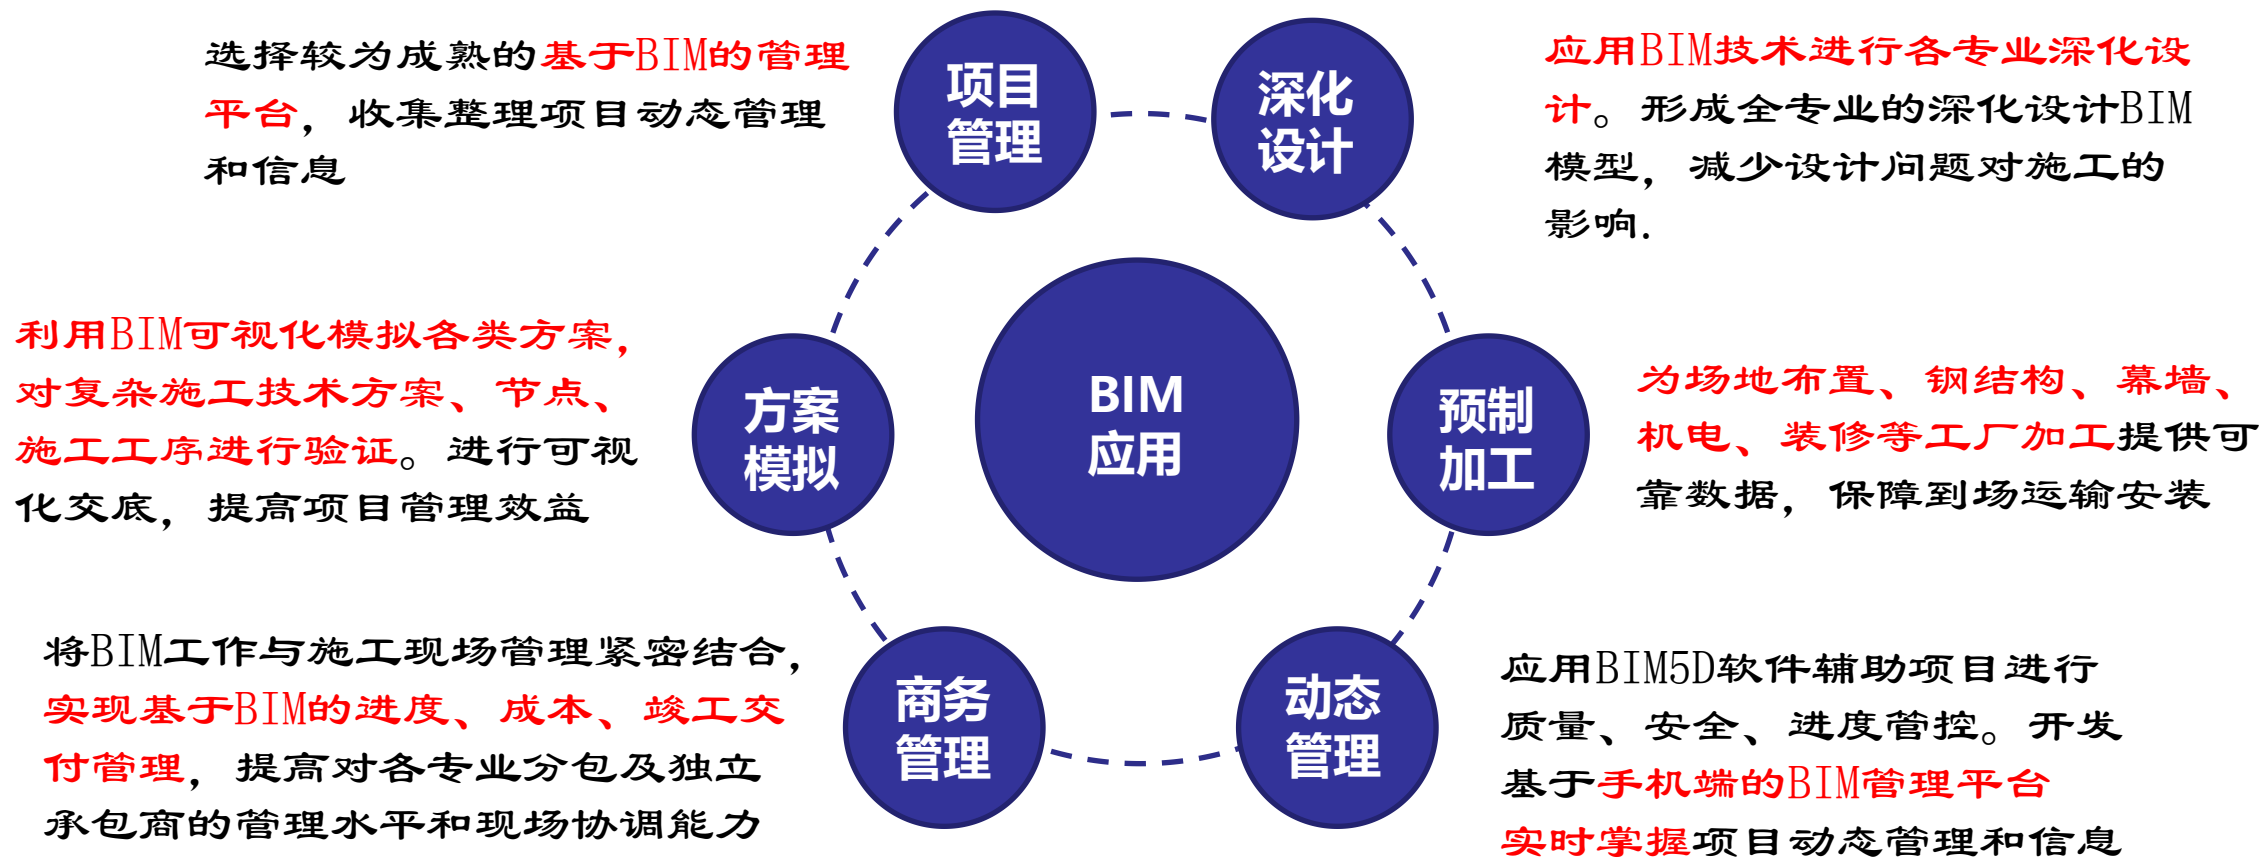 选择较为成熟的基于BIM的管理
平台，收集整理项目动态管理
和信息
项目
管理
深化
设计
应用BIM技术进行各专业深化设
计。形成全专业的深化设计BIM
模型，减少设计问题对施工的
影响.
利用BIM可视化模拟各类方案，
对复杂施工技术方案、节点、
施工工序进行验证。进行可视
化交底，提高项目管理效益
方案
模拟
BIM
应用
预制
加工
为场地布置、钢结构、幕墙、
机电、装修等工厂加工提供可
靠数据，保障到场运输安装
将BIM工作与施工现场管理紧密结合，
实现基于BIM的进度、成本、竣工交
付管理，提高对各专业分包及独立
承包商的管理水平和现场协调能力
商务
管理
动态
管理
应用BIM5D软件辅助项目进行
质量、安全、进度管控。开发
基于手机端的BIM管理平台
实时掌握项目动态管理和信息